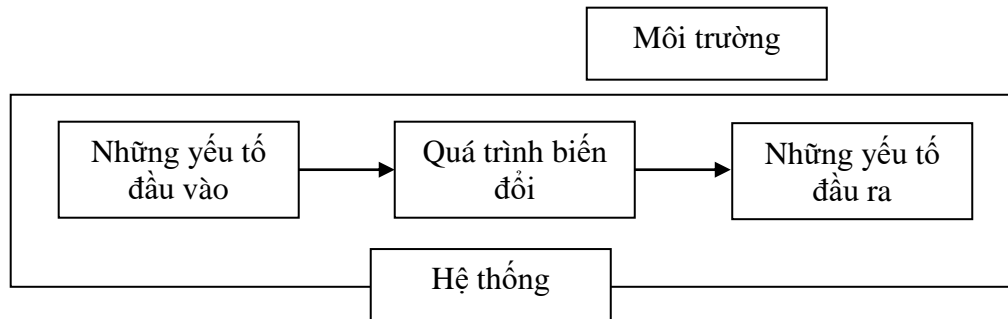 Môi trường
Những yếu tố
đầu vào
Quá trình biến
đổi
Những yếu tố
đầu ra
Hệ thống